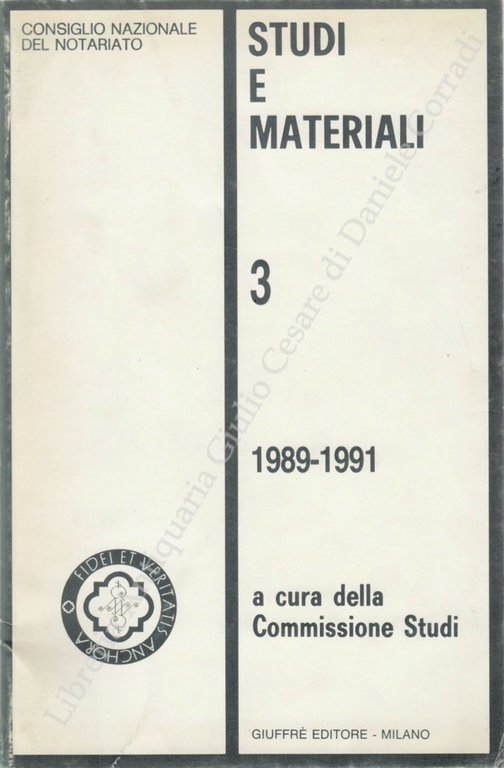 CONSIGLIO NAZIONALE
DEL NOTARIATO
STUDI
E
MATERIALI
3
1989-1991
a cura della
Commissione Studi
FIDEI ET VERITATIS ANCHORA
GIUFFRÈ EDITORE - MILANO
Libreria Antiquaria Giulio Cesare di Daniele Corradi